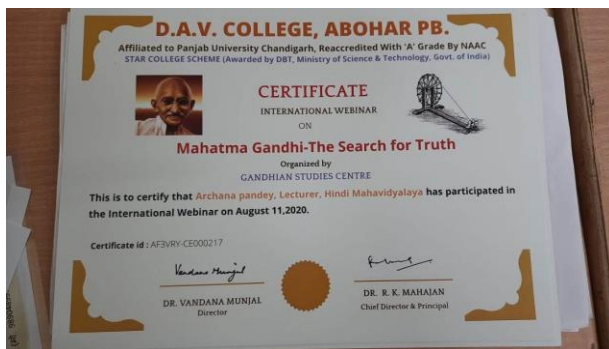 D.A.V. COLLEGE, ABOHAR PB.
Affiliated to Panjab University Chandigarh, Reaccredited With 'A' Grade By NAAC
STAR COLLEGE SCHEME (Awarded by DBT, Ministry of Science & Technology, Govt. of India)
CERTIFICATE
INTERNATIONAL WEBINAR
ON
Mahatma Gandhi-The Search for Truth
Organized by
GANDHIAN STUDIES CENTRE
This is to certify that Archana pandey, Lecturer, Hindi Mahavidyalaya has participated in
the International Webinar on August 11,2020.
Certificate id : AF3VRY-CE000217
Vandana Munjal
DR. VANDANA MUNJAL
Director
DR. R. K. MAHAJAN
Chief Director & Principal